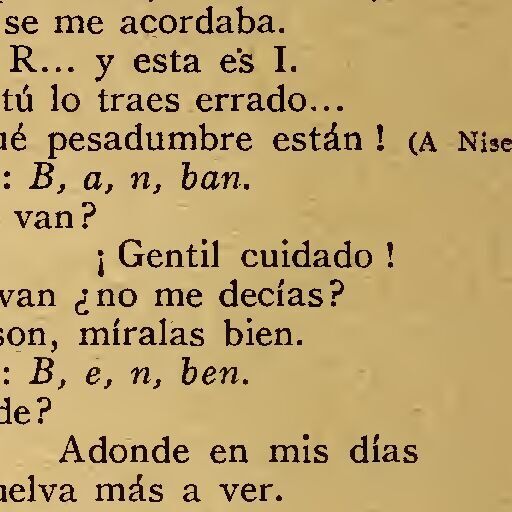 se me acordaba.
R... y esta es I.
tú lo traes errado...
ué pesadumbre están! (A Nise
: B, a, n, ban.
van?
¡Gentil cuidado!
van ¿no me decías?
son, míralas bien.
: B, e, n, ben.
de?
Adonde en mis días
uelva más a ver.